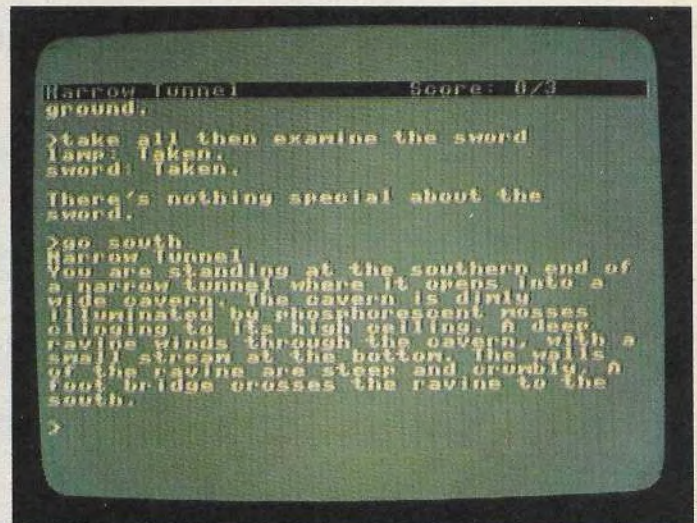 Narrow Tunnel Score: 0/3
ground.
>take all then examine the sword
lamp: Taken.
sword: Taken.
There's nothing special about the
sword.
>go south
Narrow Tunnel
You are standing at the southern end of
a narrow tunnel where it opens into a
wide cavern. The cavern is dimly
illuminated by phosphorescent mosses
clinging to its high ceiling. A deep
ravine winds through the cavern, with a
small stream at the bottom. The walls
of the ravine are steep and crumbly. A
foot bridge crosses the ravine to the
south.
>